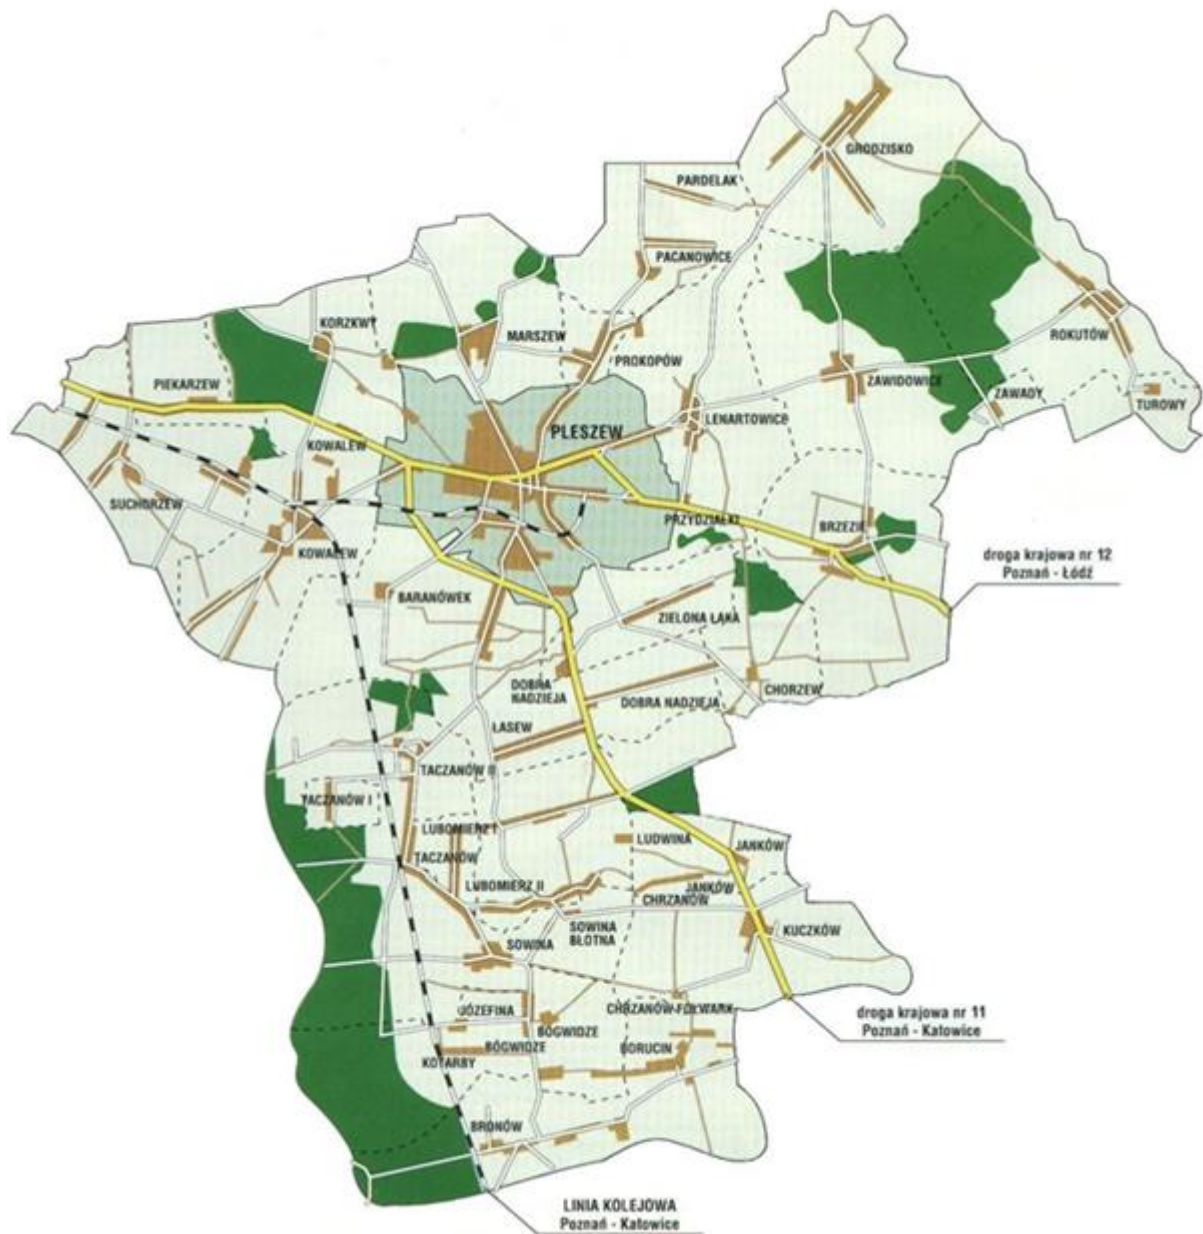 GRODZISKO
PARDELAK
PACANOWICE
KORZKWY
MARSZEW
PROKOPÓW
ROKUTÓW
PIEKARZEW
ZAWIDOWICE
ZAWADY
TUROWY
LENARTOWICE
PLESZEW
KOWALEW
SUCHORZEW
PRZYDZIAŁKI
BRZEZIE
KOWALEW
droga krajowa nr 12
Poznań - Łódź
BARANÓWEK
ZIELONA ŁĄKA
DOBRA
NADZIEJA
CHORZEW
DOBRA NADZIEJA
ŁASEW
TACZANÓW II
TACZANÓW I
LUBOMIERZ I
LUDWINA
JANKÓW
TACZANÓW
LUBOMIERZ II
JANKÓW
CHRZANÓW
SOWINA
BŁOTNA
KUCZKÓW
SOWINA
JÓZEFINA
CHRZANÓW-FOLWARK
droga krajowa nr 11
Poznań - Katowice
BÓGWIDZE
BÓGWIDZE
BORUCIN
KOTARBY
BRONÓW
LINIA KOLEJOWA
Poznań - Katowice